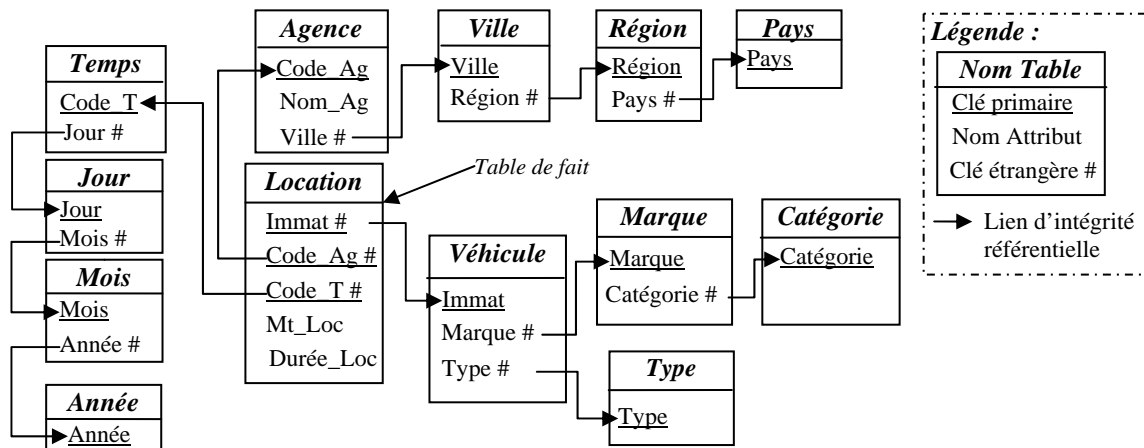 Temps
Code_T
Jour #
Jour
Jour
Mois #
Mois
Mois
Année #
Année
Année
Agence
Code_Ag
Nom_Ag
Ville #
Location
Immat #
Code_Ag #
Code_T #
Mt_Loc
Durée_Loc
Table de fait
Ville
Ville
Région #
Région
Région
Pays #
Pays
Pays
Véhicule
Immat
Marque #
Type #
Marque
Marque
Catégorie #
Catégorie
Catégorie
Type
Type
Légende :
Nom Table
Clé primaire
Nom Attribut
Clé étrangère #
Lien d’intégrité
référentielle